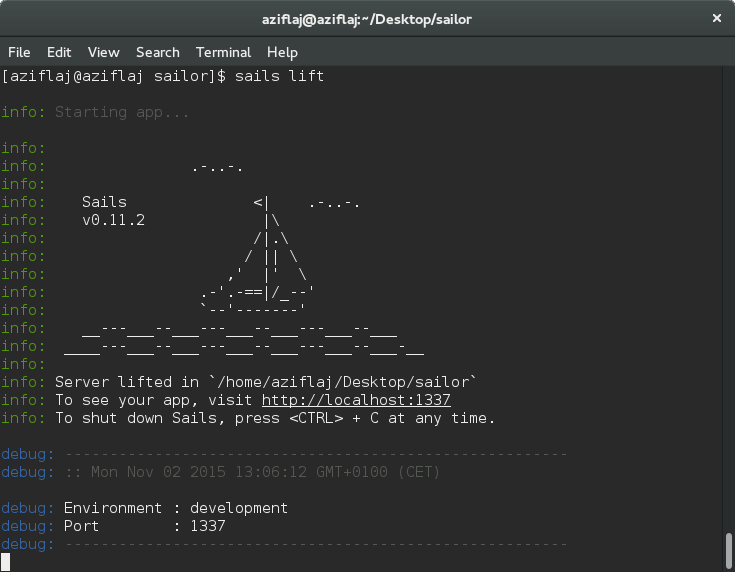 aziflaj@aziflaj:~/Desktop/sailor
File Edit View Search Terminal Help
[aziflaj@aziflaj sailor]$ sails lift
info: Starting app...
info:
info:                .-..-.
info:
info:    Sails              <|    .-..-.
info:    v0.11.2             |\
info:                       /|.\
info:                      / || \
info:                    ,'  |'  \
info:                 .-'.-==|/_--'
info:                 `--'-------'
info:    __---___--___---___--___---___--___
info:  ____---___--___---___--___---___--___-__
info:
info: Server lifted in `/home/aziflaj/Desktop/sailor`
info: To see your app, visit http://localhost:1337
info: To shut down Sails, press <CTRL> + C at any time.
debug: --------------------------------------------------------
debug: :: Mon Nov 02 2015 13:06:12 GMT+0100 (CET)
debug: Environment : development
debug: Port        : 1337
debug: --------------------------------------------------------